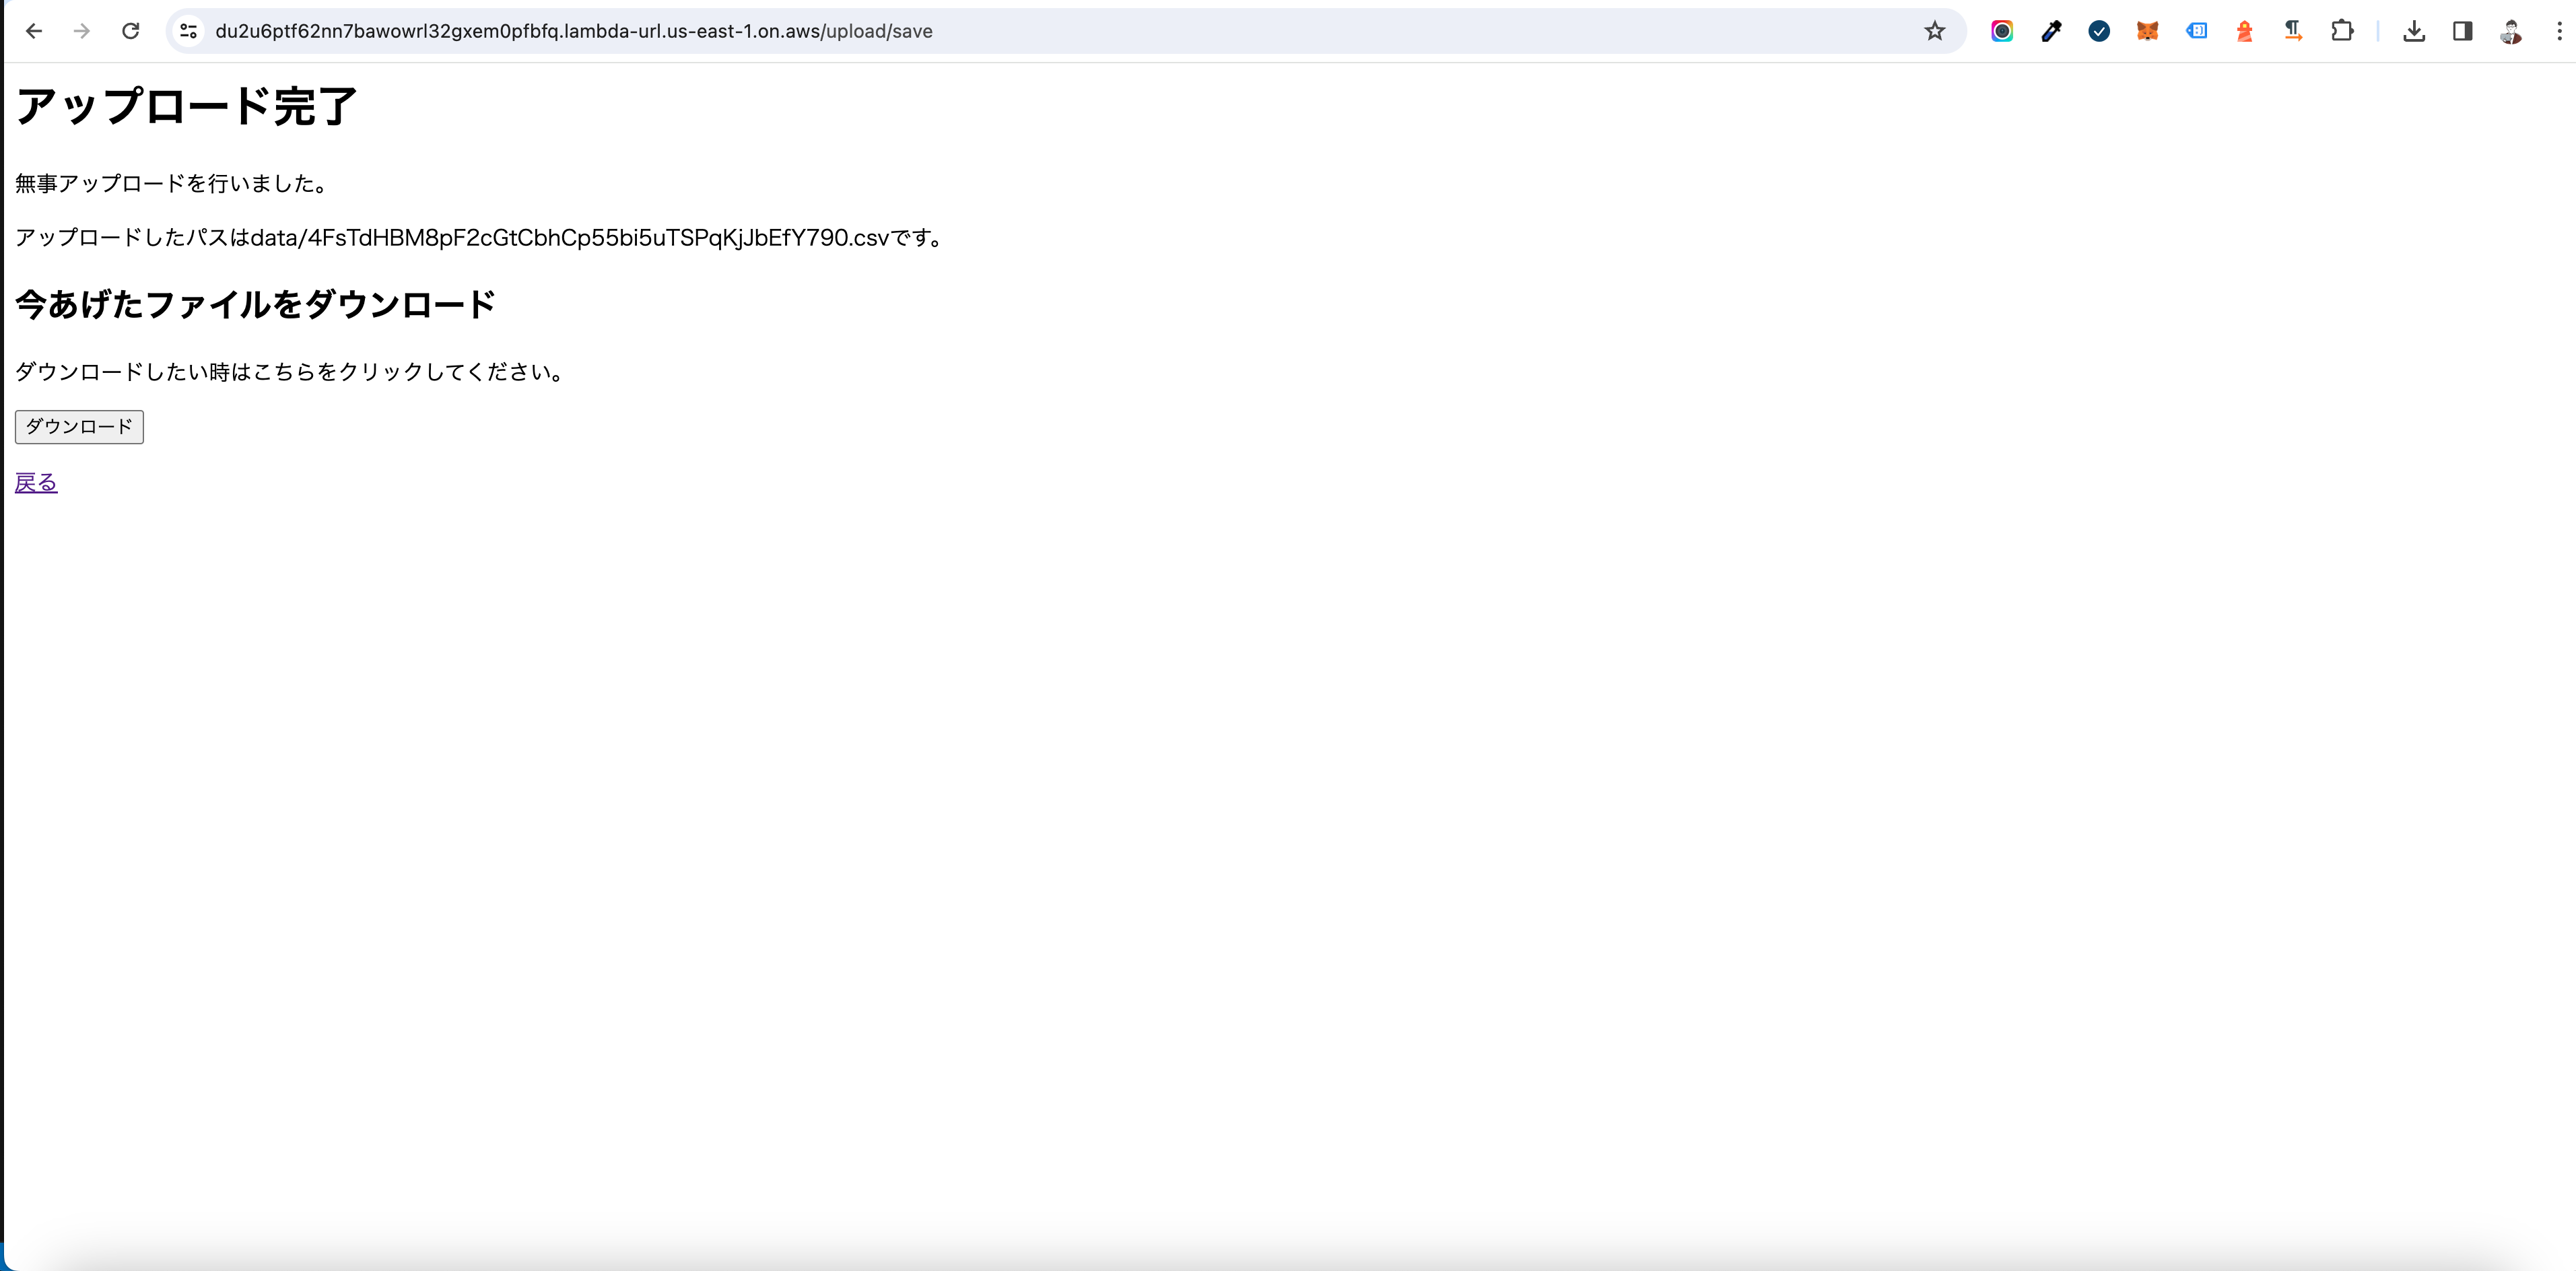 du2u6ptf62nn7bawowrl32gxem0pfbfq.lambda-url.us-east-1.on.aws/upload/save
アップロード完了
無事アップロードを行いました。
アップロードしたパスはdata/4FsTdHBM8pF2cGtCbhCp55bi5uTSPqKjJbEfY790.csvです。
今あげたファイルをダウンロード
ダウンロードしたい時はこちらをクリックしてください。
ダウンロード
戻る